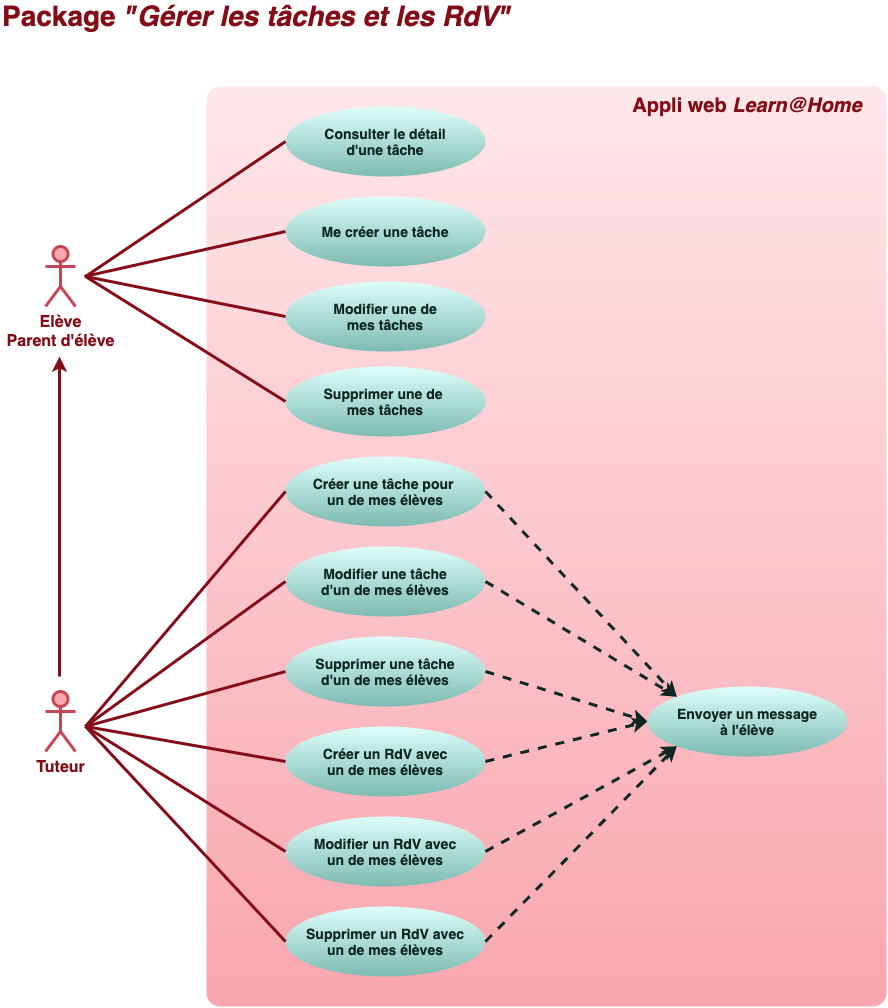 Package "Gérer les tâches et les RdV"
Appli web Learn@Home
Consulter le détail
d'une tâche
Me créer une tâche
Modifier une de
mes tâches
Supprimer une de
mes tâches
Elève
Parent d'élève
Créer une tâche pour
un de mes élèves
Modifier une tâche
d'un de mes élèves
Supprimer une tâche
d'un de mes élèves
Créer un RdV avec
un de mes élèves
Modifier un RdV avec
un de mes élèves
Supprimer un RdV avec
un de mes élèves
Tuteur
Envoyer un message
à l'élève